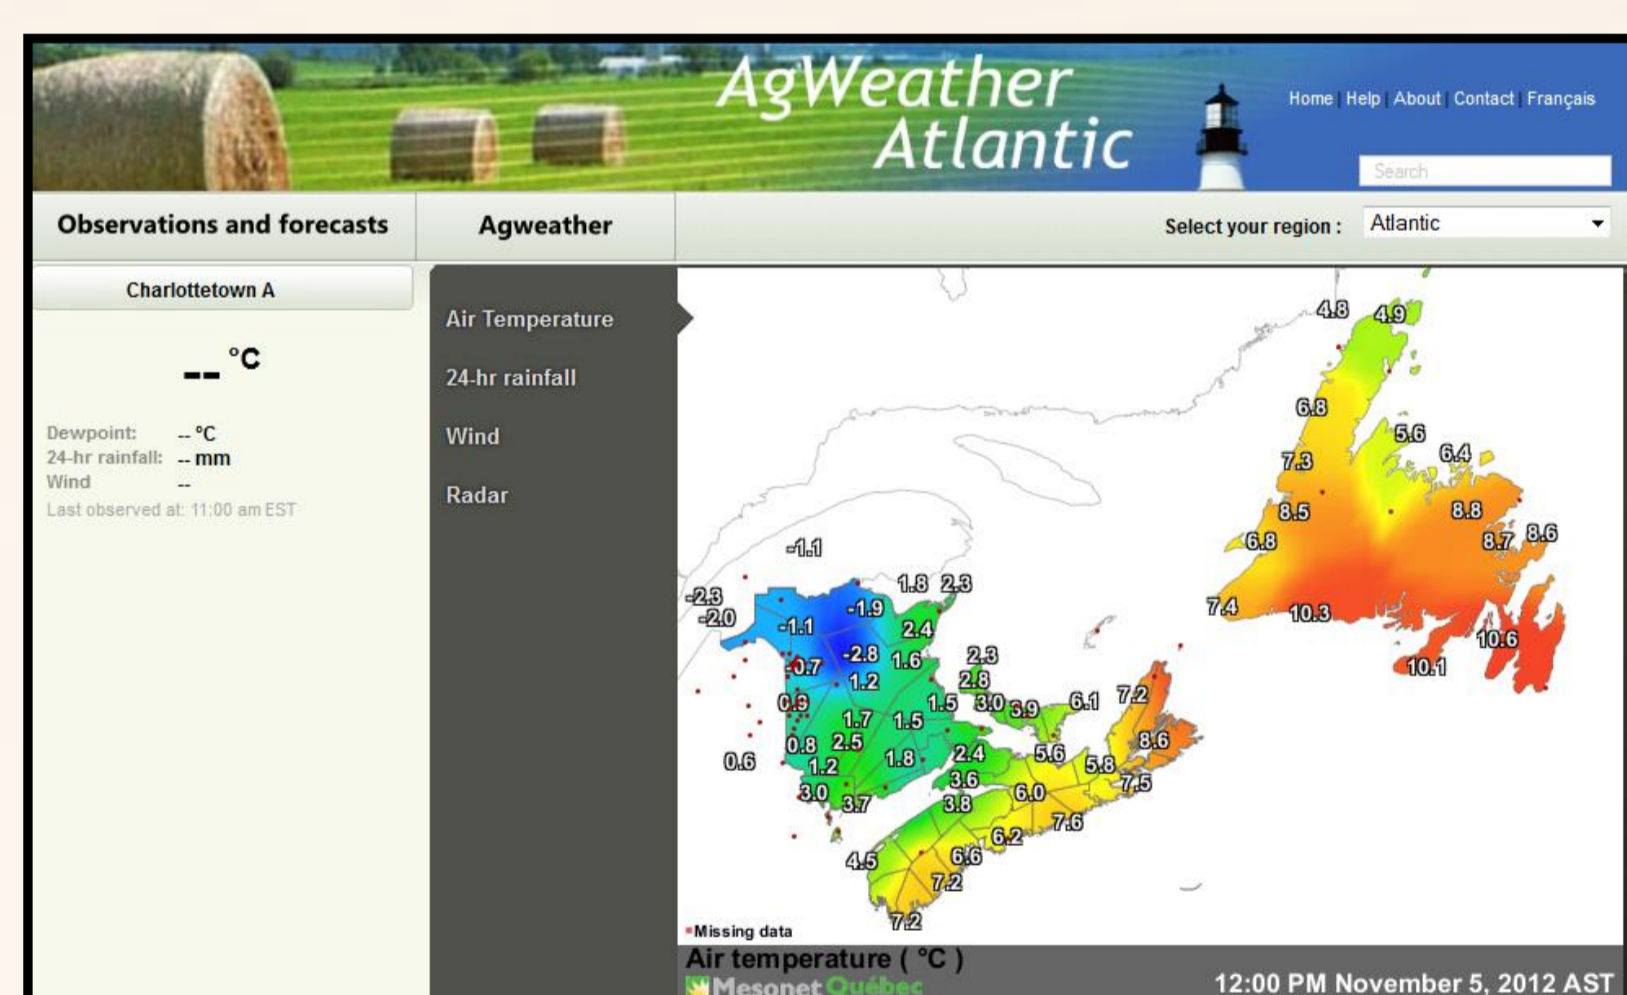 AgWeather
Atlantic
Home | Help | About | Contact | Français
Search
Observations and forecasts
Agweather
Select your region :
Atlantic
Charlottetown A
-- °C
Dewpoint: -- °C
24-hr rainfall: -- mm
Wind --
Last observed at: 11:00 am EST
Air Temperature
24-hr rainfall
Wind
Radar
4.8 4.9
6.8
5.6
7.3 6.4
8.5 8.8
6.8 8.7 8.6
-1.1
1.8 2.3
-2.3
-2.0 -1.1 -1.9
7.4 10.3
2.4
10.6
-0.7 -2.8 1.6 2.3
10.1
1.2 2.8
1.5 3.0 3.9 6.1 7.2
1.7 1.5
0.8 2.5
8.6
0.6 1.2 1.8 2.4 5.6 5.8
3.0 3.7 3.6 6.0 7.5
3.8
7.6
6.2
4.5 6.6
7.2
7.2
Missing data
Air temperature ( °C )
Mesonet Québec
12:00 PM November 5, 2012 AST